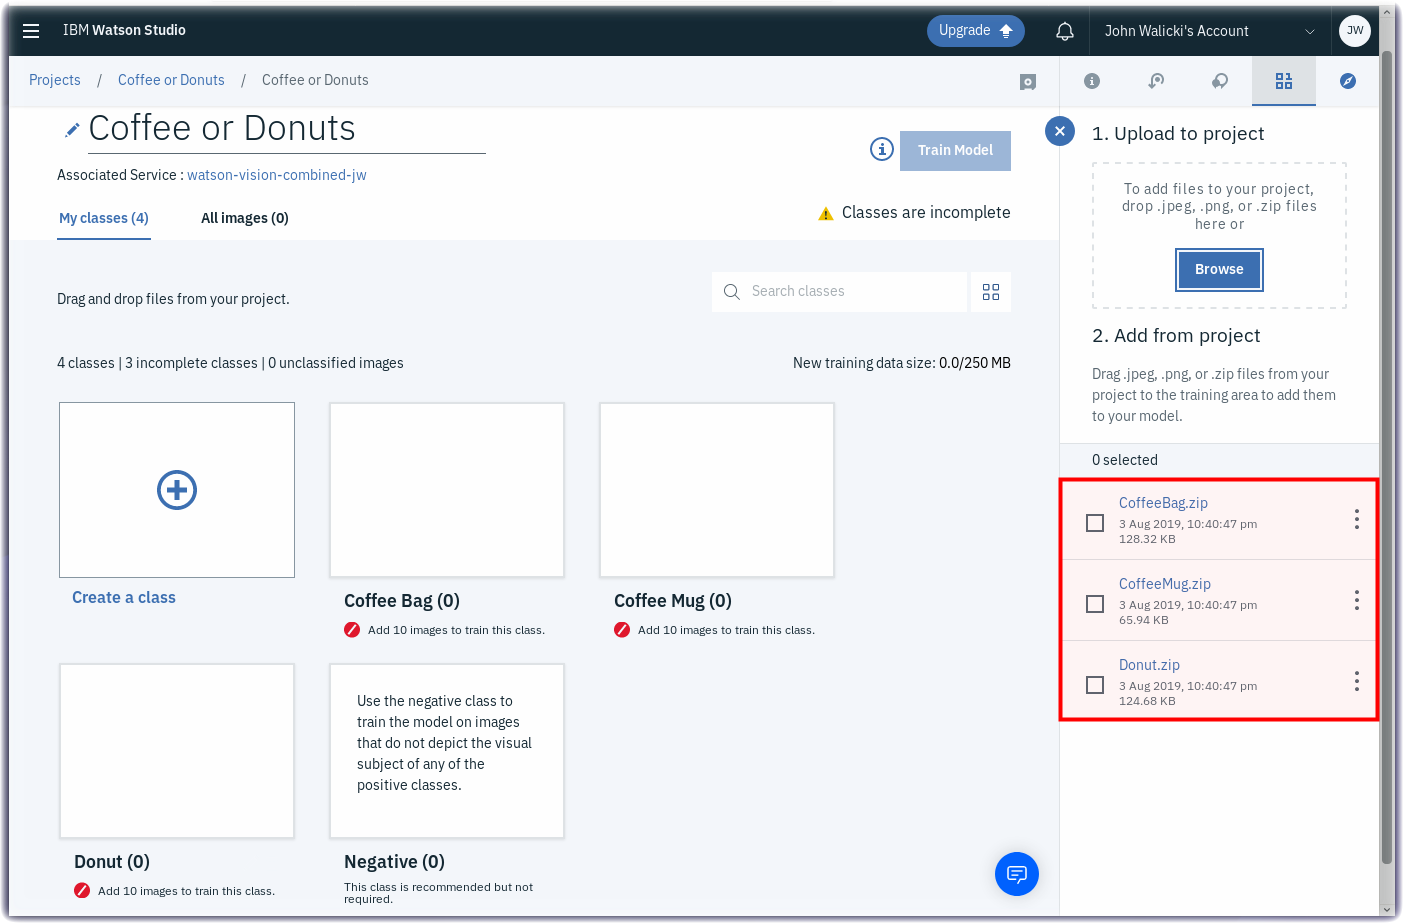 IBM Watson Studio
Upgrade
John Walicki's Account
JW
Projects / Coffee or Donuts / Coffee or Donuts
Coffee or Donuts
Train Model
Associated Service : watson-vision-combined-jw
My classes (4)
All images (0)
Classes are incomplete
Drag and drop files from your project.
Search classes
4 classes | 3 incomplete classes | 0 unclassified images
New training data size: 0.0/250 MB
Create a class
Coffee Bag (0)
Add 10 images to train this class.
Coffee Mug (0)
Add 10 images to train this class.
Donut (0)
Add 10 images to train this class.
Use the negative class to
train the model on images
that do not depict the visual
subject of any of the
positive classes.
Negative (0)
This class is recommended but not
required.
1. Upload to project
To add files to your project,
drop .jpeg, .png, or .zip files
here or
Browse
2. Add from project
Drag .jpeg, .png, or .zip files from your
project to the training area to add them
to your model.
0 selected
CoffeeBag.zip
3 Aug 2019, 10:40:47 pm
128.32 KB
CoffeeMug.zip
3 Aug 2019, 10:40:47 pm
65.94 KB
Donut.zip
3 Aug 2019, 10:40:47 pm
124.68 KB